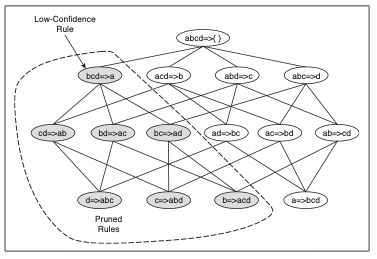 Low-Confidence
Rule
abcd=>{ }
bcd=>a
acd=>b
abd=>c
abc=>d
cd=>ab
bd=>ac
bc=>ad
ad=>bc
ac=>bd
ab=>cd
d=>abc
c=>abd
b=>acd
a=>bcd
Pruned
Rules